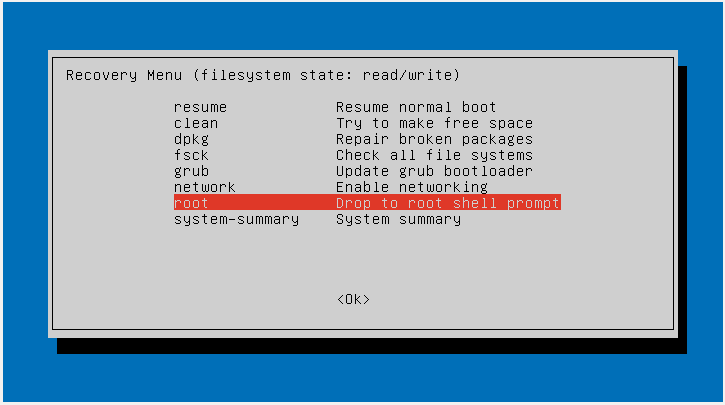 Recovery Menu (filesystem state: read/write)
resume Resume normal boot
clean Try to make free space
dpkg Repair broken packages
fsck Check all file systems
grub Update grub bootloader
network Enable networking
root Drop to root shell prompt
system-summary System summary
<Ok>